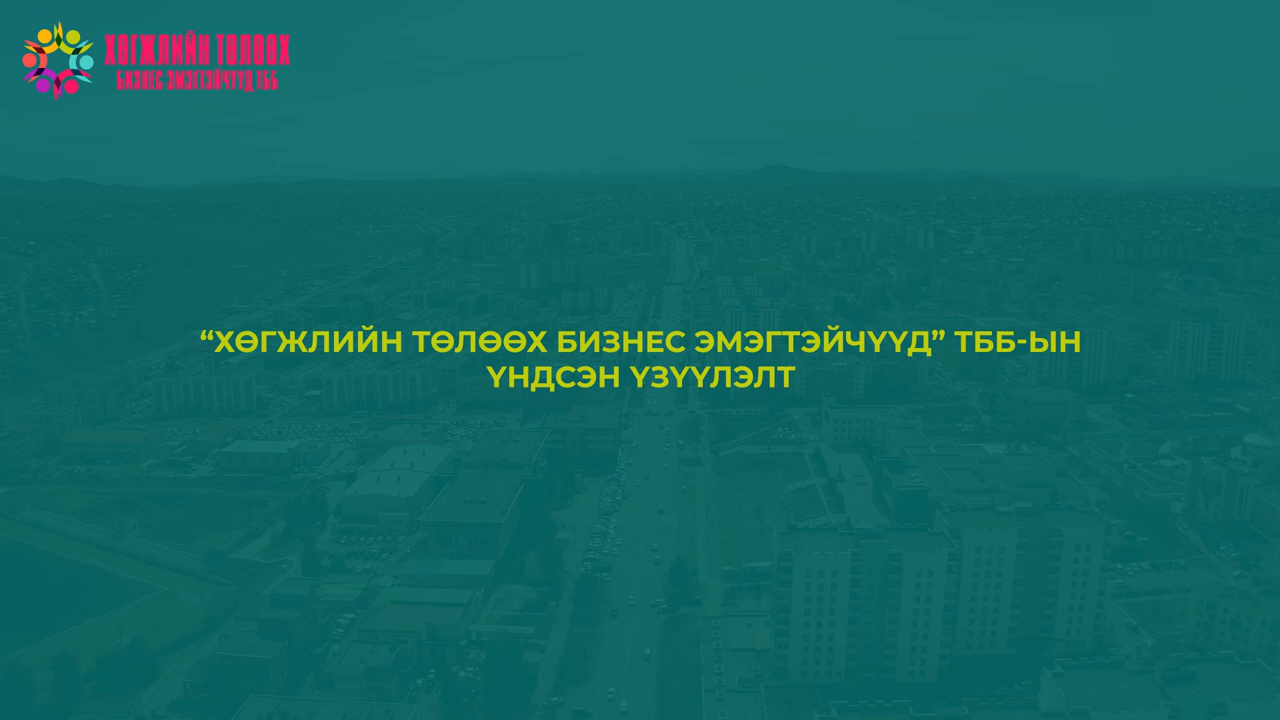 ХӨГЖЛИЙН ТӨЛӨӨХ
БИЗНЕС ЭМЭГТЭЙЧҮҮД ТББ
“ХӨГЖЛИЙН ТӨЛӨӨХ БИЗНЕС ЭМЭГТЭЙЧҮҮД” ТББ-ЫН
ҮНДСЭН ҮЗҮҮЛЭЛТ